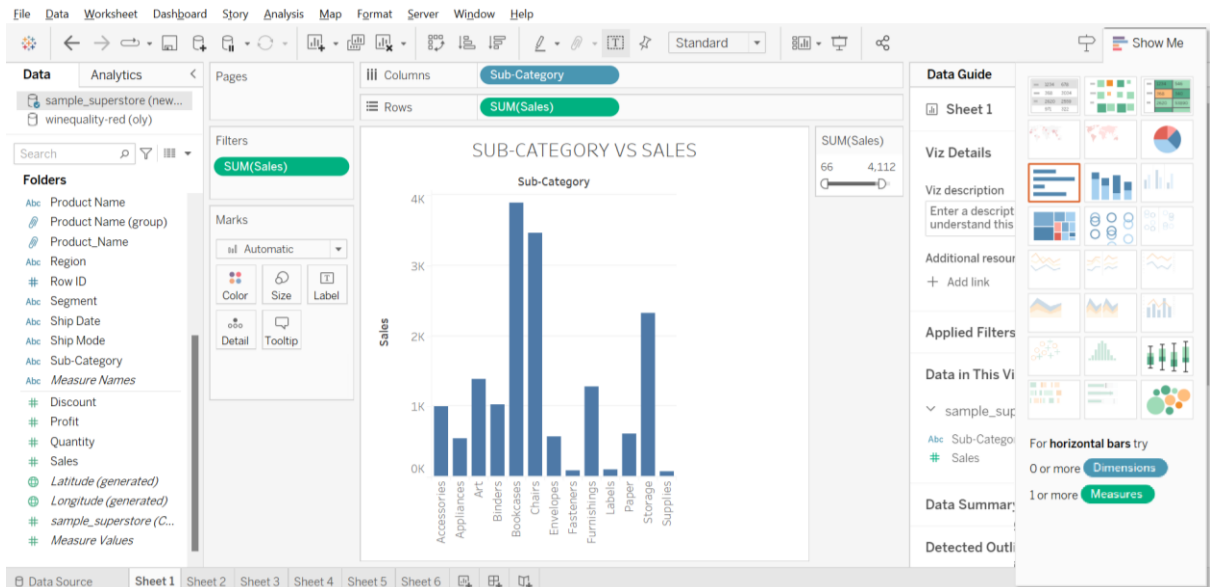 File Data Worksheet Dashboard Story Analysis Map Format Server Window Help
Standard
Show Me
Data Analytics
sample_superstore (new...
winequality-red (oly)
Search
Folders
Abc Product Name
Product Name (group)
Product_Name
Abc Region
# Row ID
Abc Segment
Abc Ship Date
Abc Ship Mode
Abc Sub-Category
Abc Measure Names
# Discount
# Profit
# Quantity
# Sales
Latitude (generated)
Longitude (generated)
# sample_superstore (C...
# Measure Values
Pages
Filters
SUM(Sales)
Marks
Automatic
Color Size Label
Detail Tooltip
Columns Sub-Category
Rows SUM(Sales)
SUB-CATEGORY VS SALES
Sub-Category
4K
3K
2K
1K
0K
Sales
Accessories
Appliances
Art
Binders
Bookcases
Chairs
Envelopes
Fasteners
Furnishings
Labels
Paper
Storage
Supplies
SUM(Sales)
66 4,112
Data Guide
Sheet 1
Viz Details
Viz description
Enter a descript
understand this
Additional resour
+ Add link
Applied Filters
Data in This Vi
sample_sup
Abc Sub-Catego
# Sales
Data Summar
Detected Outli
For horizontal bars try
0 or more Dimensions
1 or more Measures
Data Source Sheet 1 Sheet 2 Sheet 3 Sheet 4 Sheet 5 Sheet 6